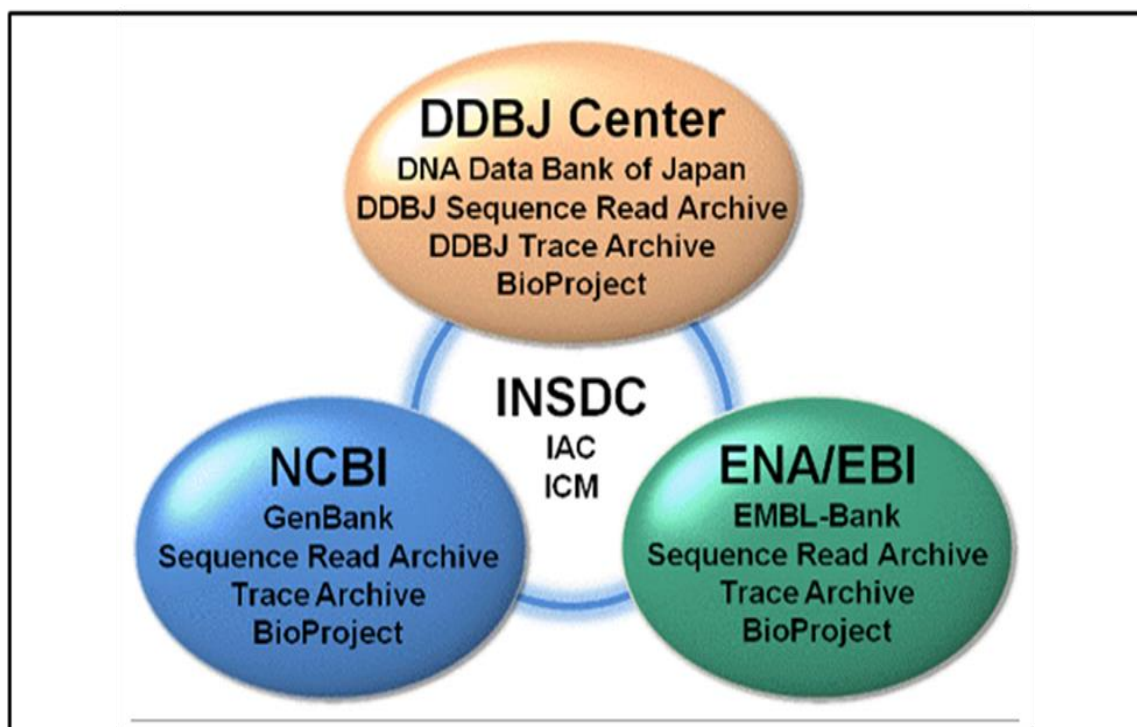 DDBJ Center
DNA Data Bank of Japan
DDBJ Sequence Read Archive
DDBJ Trace Archive
BioProject
INSDC
IAC
ICM
NCBI
GenBank
Sequence Read Archive
Trace Archive
BioProject
ENA/EBI
EMBL-Bank
Sequence Read Archive
Trace Archive
BioProject